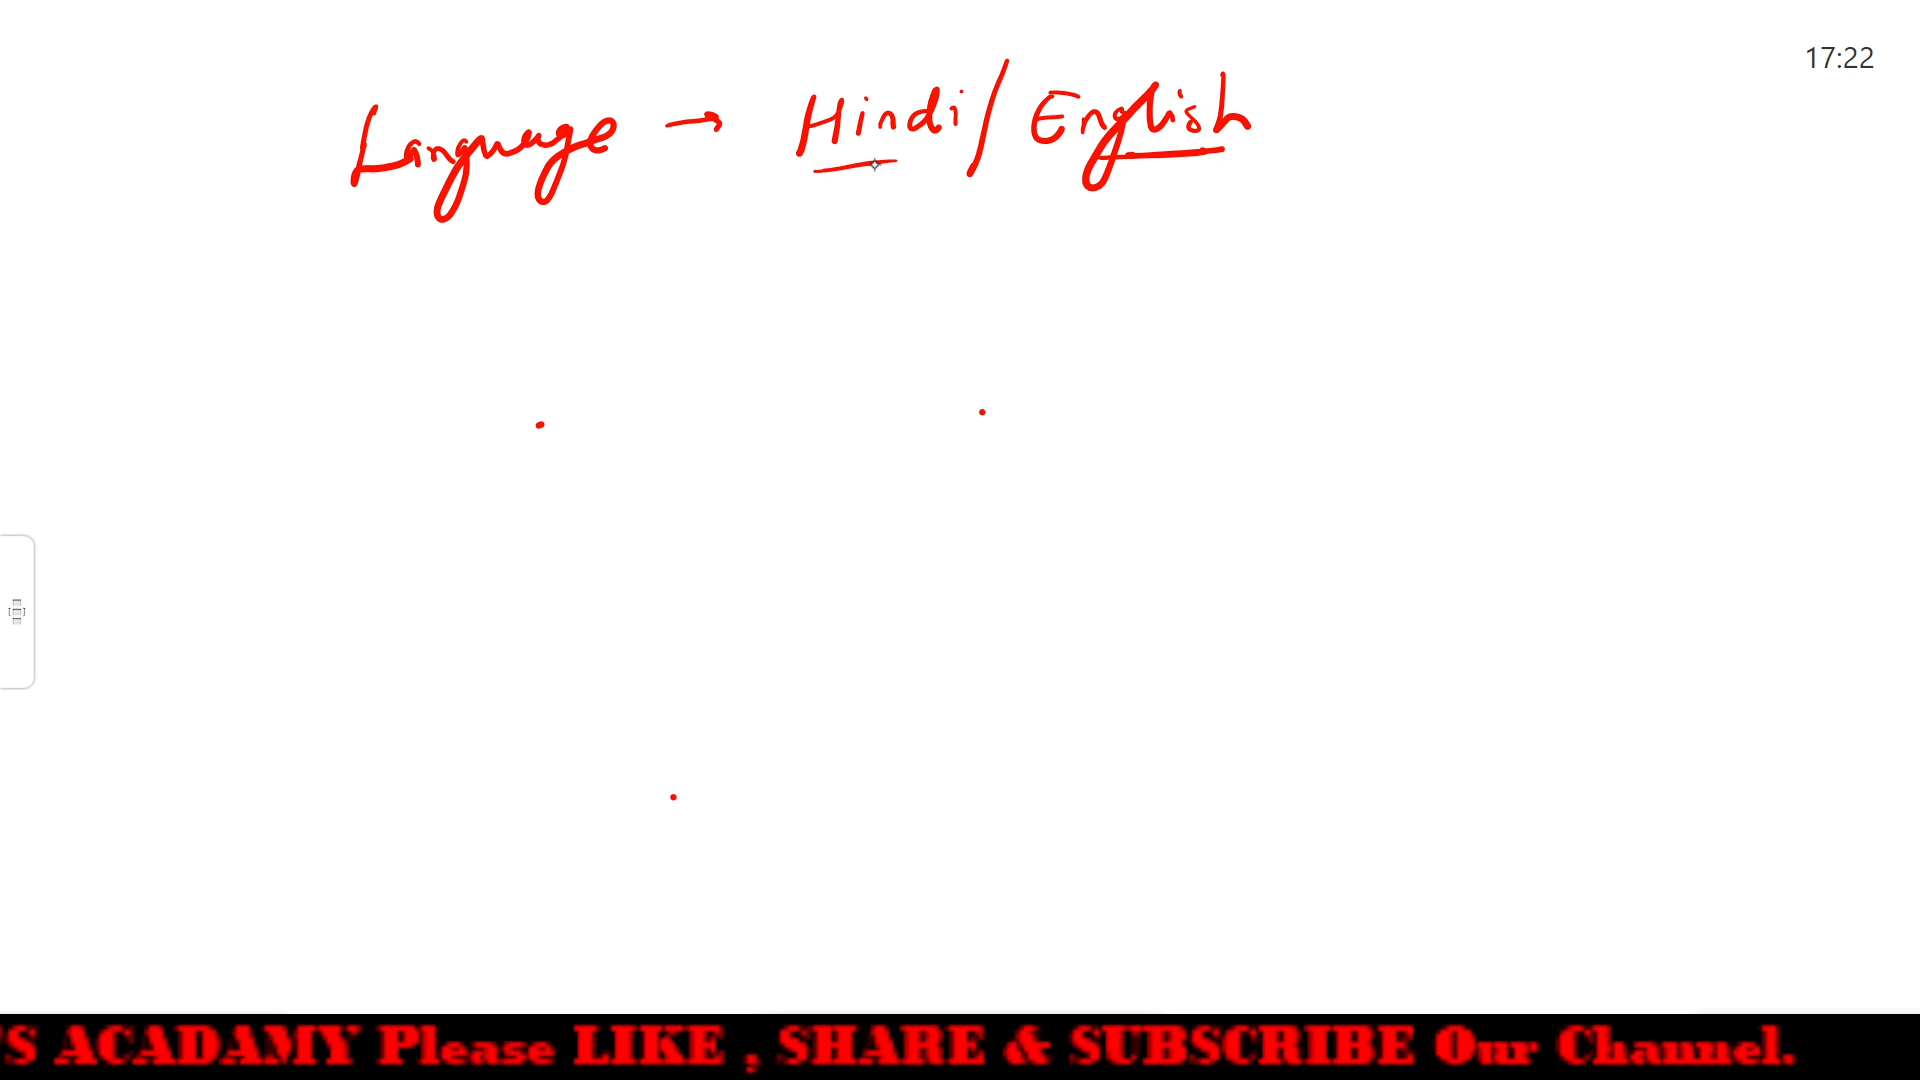 17:22
Language → Hindi/English
'S ACADAMY Please LIKE , SHARE & SUBSCRIBE Our Channel.